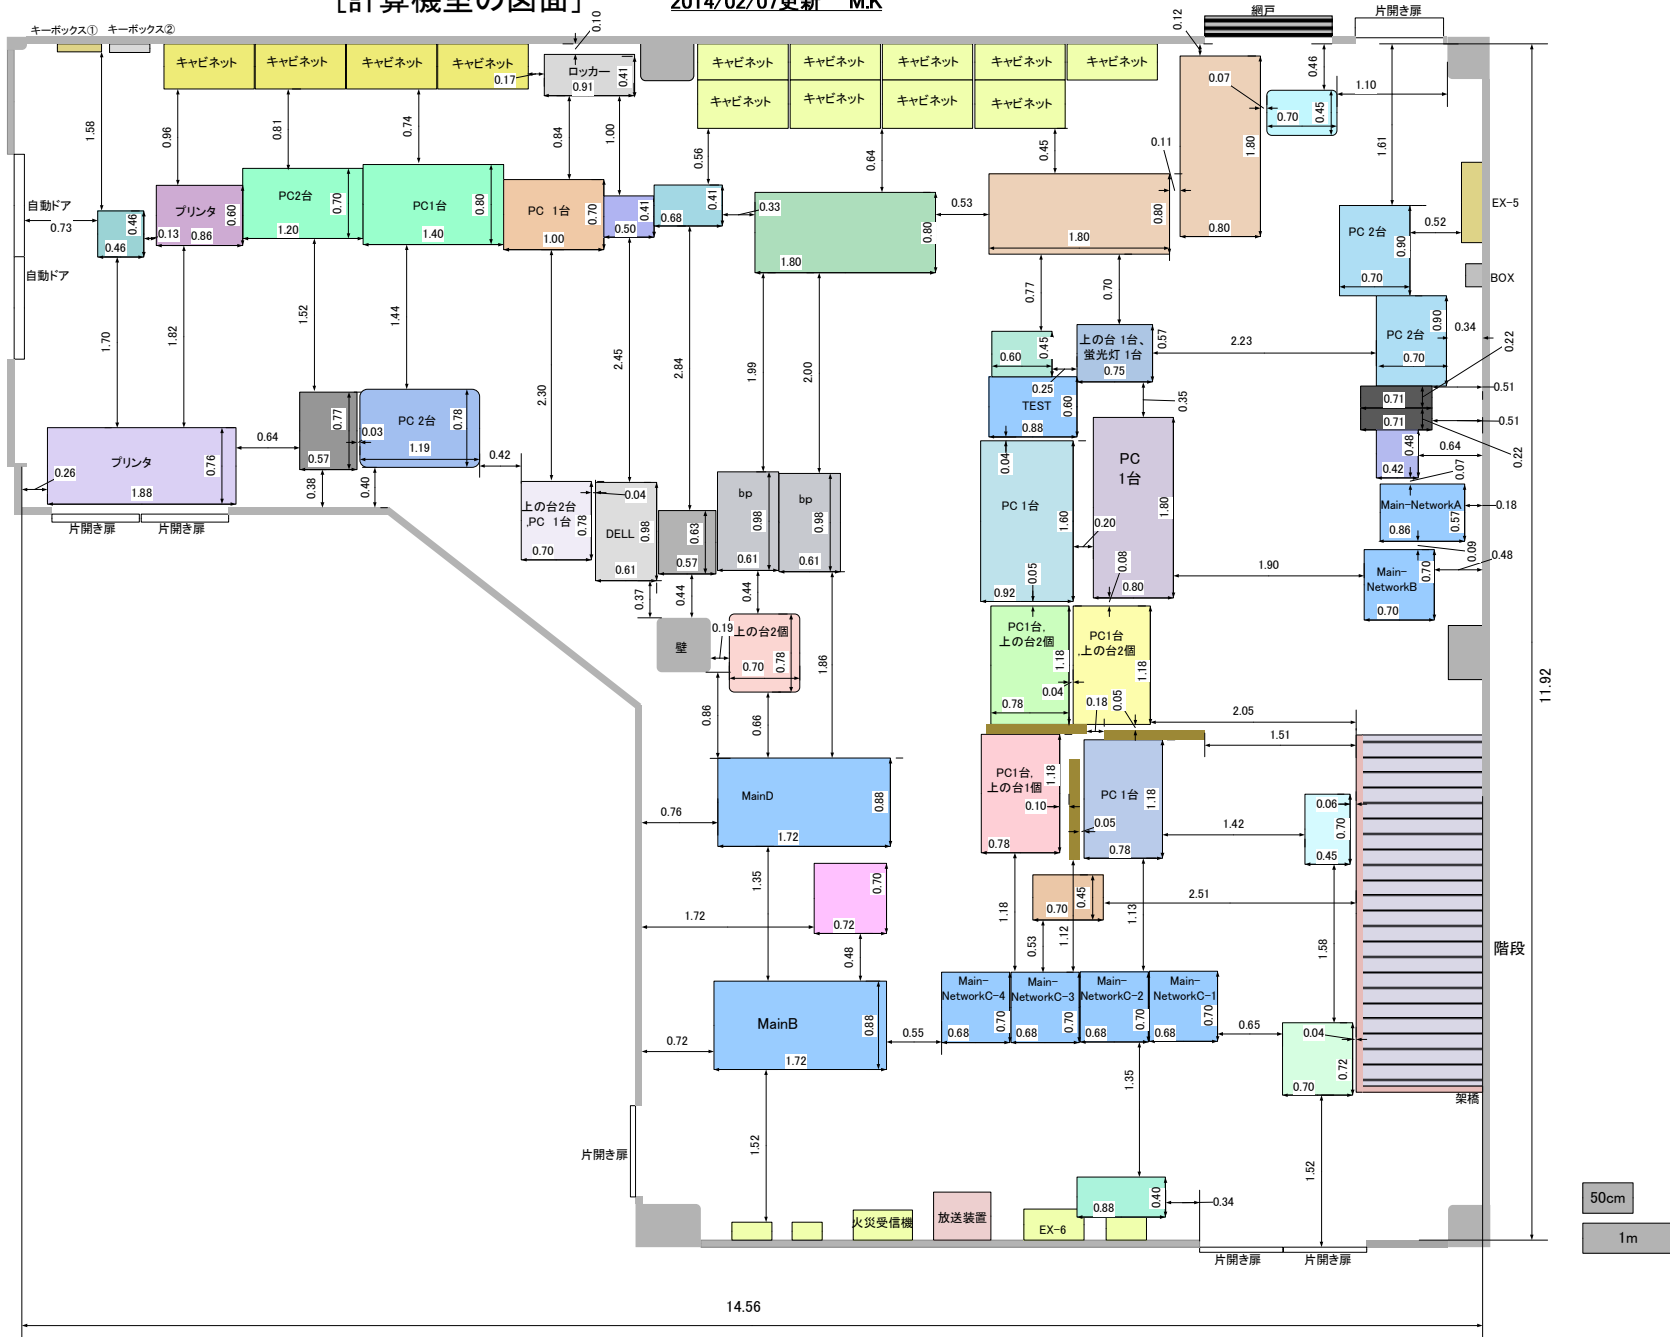 [計算機室の図面]
2014/02/07更新 M.K
キーボックス①
キーボックス②
キャビネット
キャビネット
キャビネット
キャビネット
0.17
ロッカー
0.91
0.41
0.10
キャビネット
キャビネット
キャビネット
キャビネット
キャビネット
キャビネット
キャビネット
キャビネット
キャビネット
0.12
網戸
片開き扉
0.46
1.10
0.07
0.70
0.45
1.80
0.80
0.11
1.61
1.58
0.96
0.81
0.74
0.84
1.00
0.56
0.64
0.45
自動ドア
0.73
自動ドア
0.46
0.46
0.13
プリンタ
0.60
0.86
PC2台
0.70
1.20
PC1台
0.80
1.40
PC 1台
0.70
1.00
0.41
0.50
0.41
0.68
0.33
0.80
1.80
0.53
0.80
1.80
EX-5
PC 2台
0.90
0.70
0.52
BOX
PC 2台
0.90
0.70
0.34
0.22
0.51
0.71
0.71
0.51
0.22
0.48
0.42
0.64
0.07
Main-NetworkA
0.86
0.57
0.18
0.09
0.48
Main-
NetworkB
0.70
0.70
1.70
1.82
1.52
1.44
2.30
2.45
2.84
1.99
2.00
0.77
0.70
0.60
0.45
0.25
上の台 1台、
蛍光灯 1台
0.57
0.75
2.23
0.35
TEST
0.60
0.88
0.04
PC 1台
1.60
0.92
0.05
PC
1台
1.80
0.80
0.20
0.08
1.90
プリンタ
0.76
1.88
0.26
0.64
0.77
0.57
0.03
PC 2台
0.78
1.19
0.42
0.38
0.40
片開き扉
片開き扉
上の台2台
,PC 1台
0.78
0.70
0.04
DELL
0.98
0.61
0.63
0.57
bp
0.98
0.61
bp
0.98
0.61
0.37
0.44
0.44
壁
0.19
上の台2個
0.70
0.78
1.86
0.86
0.66
PC1台,
上の台2個
1.18
0.78
0.04
PC1台
,上の台2個
1.18
0.18
0.05
2.05
1.51
11.92
MainD
0.88
1.72
0.76
PC1台,
上の台1個
1.18
0.78
0.10
0.05
PC 1台
1.18
0.78
1.42
0.06
0.70
0.45
1.35
0.70
0.72
1.72
0.48
1.18
0.70
0.45
0.53
1.12
1.13
2.51
1.58
階段
MainB
0.88
1.72
0.72
0.55
Main-
NetworkC-4
0.70
0.68
Main-
NetworkC-3
0.70
0.68
Main-
NetworkC-2
0.70
0.68
Main-
NetworkC-1
0.70
0.68
0.65
0.04
0.72
0.70
架橋
1.52
1.35
1.52
片開き扉
火災受信機
放送装置
EX-6
0.88
0.40
0.34
片開き扉
片開き扉
50cm
1m
14.56